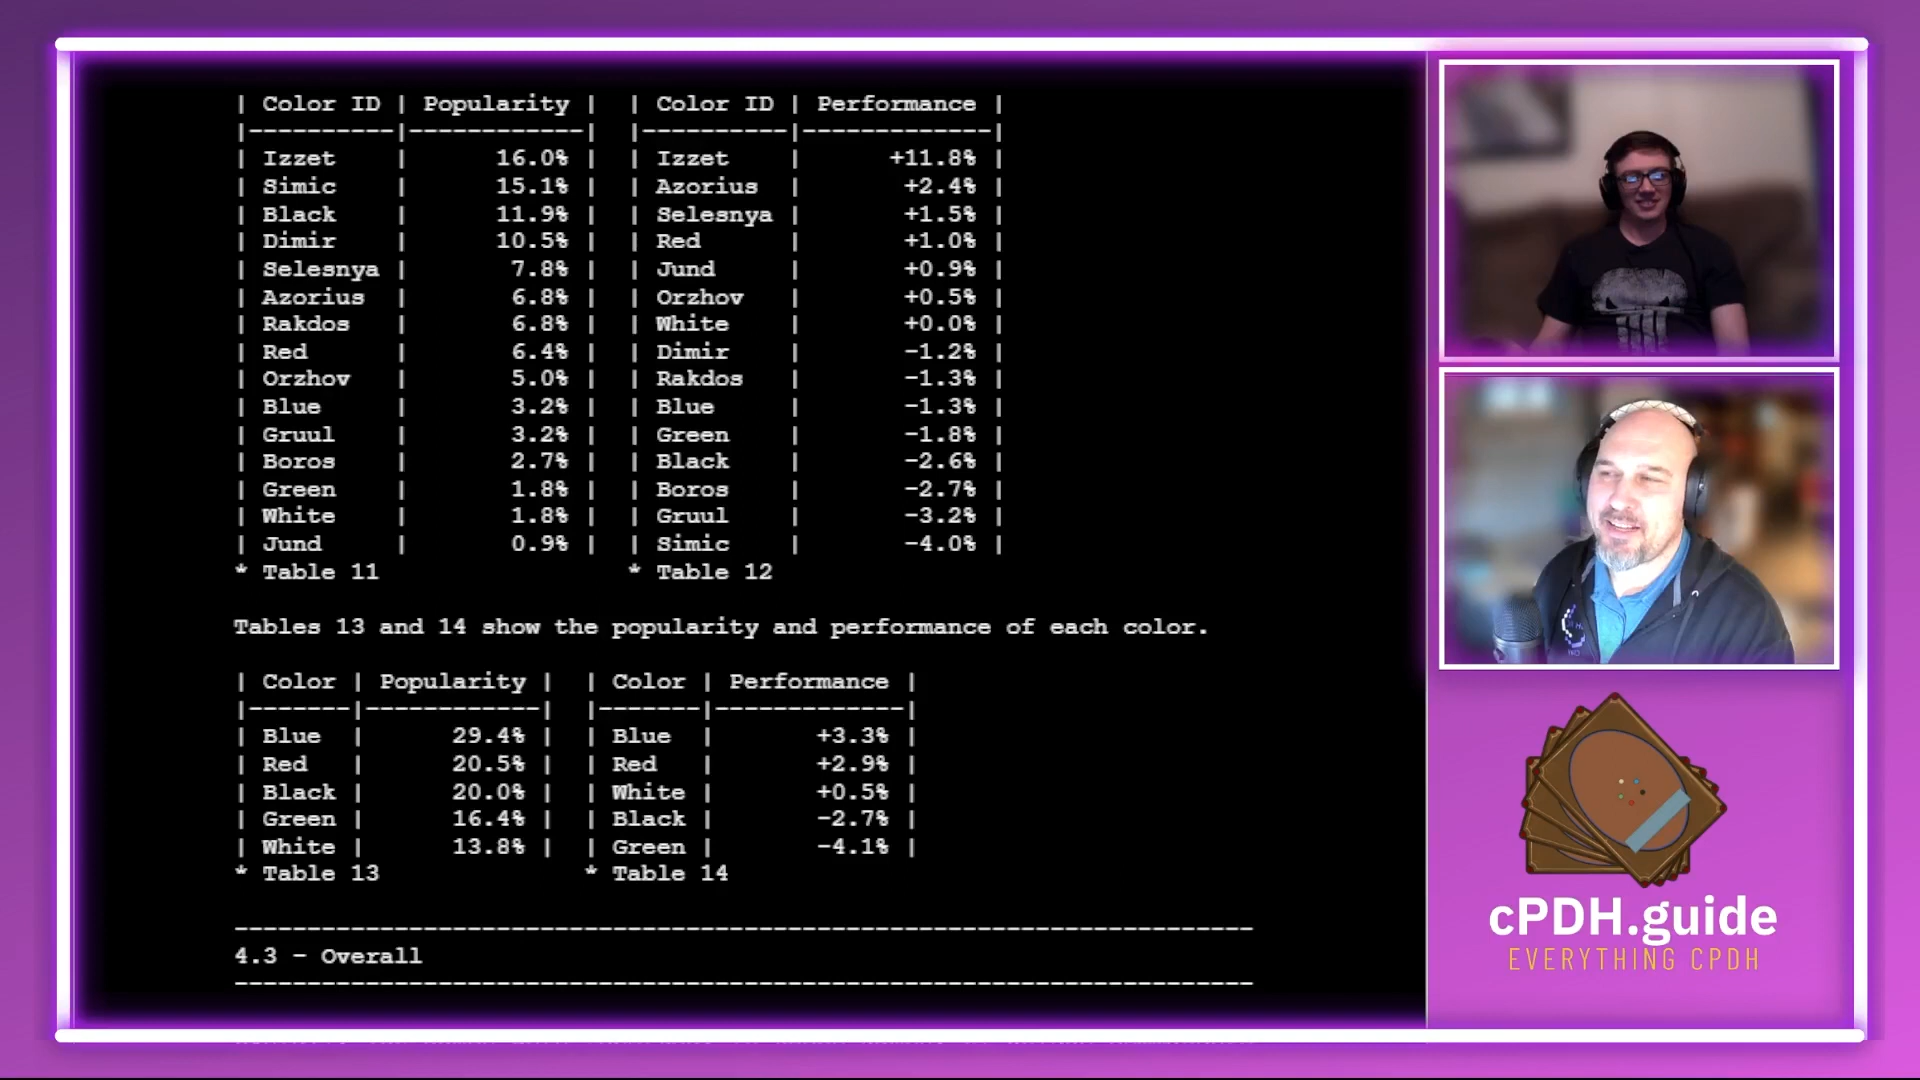 | Color ID | Popularity |  | Color ID | Performance |
|----------|------------|  |----------|-------------|
| Izzet    |      16.0% |  | Izzet    |      +11.8% |
| Simic    |      15.1% |  | Azorius  |       +2.4% |
| Black    |      11.9% |  | Selesnya |       +1.5% |
| Dimir    |      10.5% |  | Red      |       +1.0% |
| Selesnya |       7.8% |  | Jund     |       +0.9% |
| Azorius  |       6.8% |  | Orzhov   |       +0.5% |
| Rakdos   |       6.8% |  | White    |       +0.0% |
| Red      |       6.4% |  | Dimir    |       -1.2% |
| Orzhov   |       5.0% |  | Rakdos   |       -1.3% |
| Blue     |       3.2% |  | Blue     |       -1.3% |
| Gruul    |       3.2% |  | Green    |       -1.8% |
| Boros    |       2.7% |  | Black    |       -2.6% |
| Green    |       1.8% |  | Boros    |       -2.7% |
| White    |       1.8% |  | Gruul    |       -3.2% |
| Jund     |       0.9% |  | Simic    |       -4.0% |
* Table 11                 * Table 12
Tables 13 and 14 show the popularity and performance of each color.
| Color | Popularity |  | Color | Performance |
|-------|------------|  |-------|-------------|
| Blue  |      29.4% |  | Blue  |       +3.3% |
| Red   |      20.5% |  | Red   |       +2.9% |
| Black |      20.0% |  | White |       +0.5% |
| Green |      16.4% |  | Black |       -2.7% |
| White |      13.8% |  | Green |       -4.1% |
* Table 13              * Table 14
4.3 - Overall
cPDH.guide
EVERYTHING CPDH